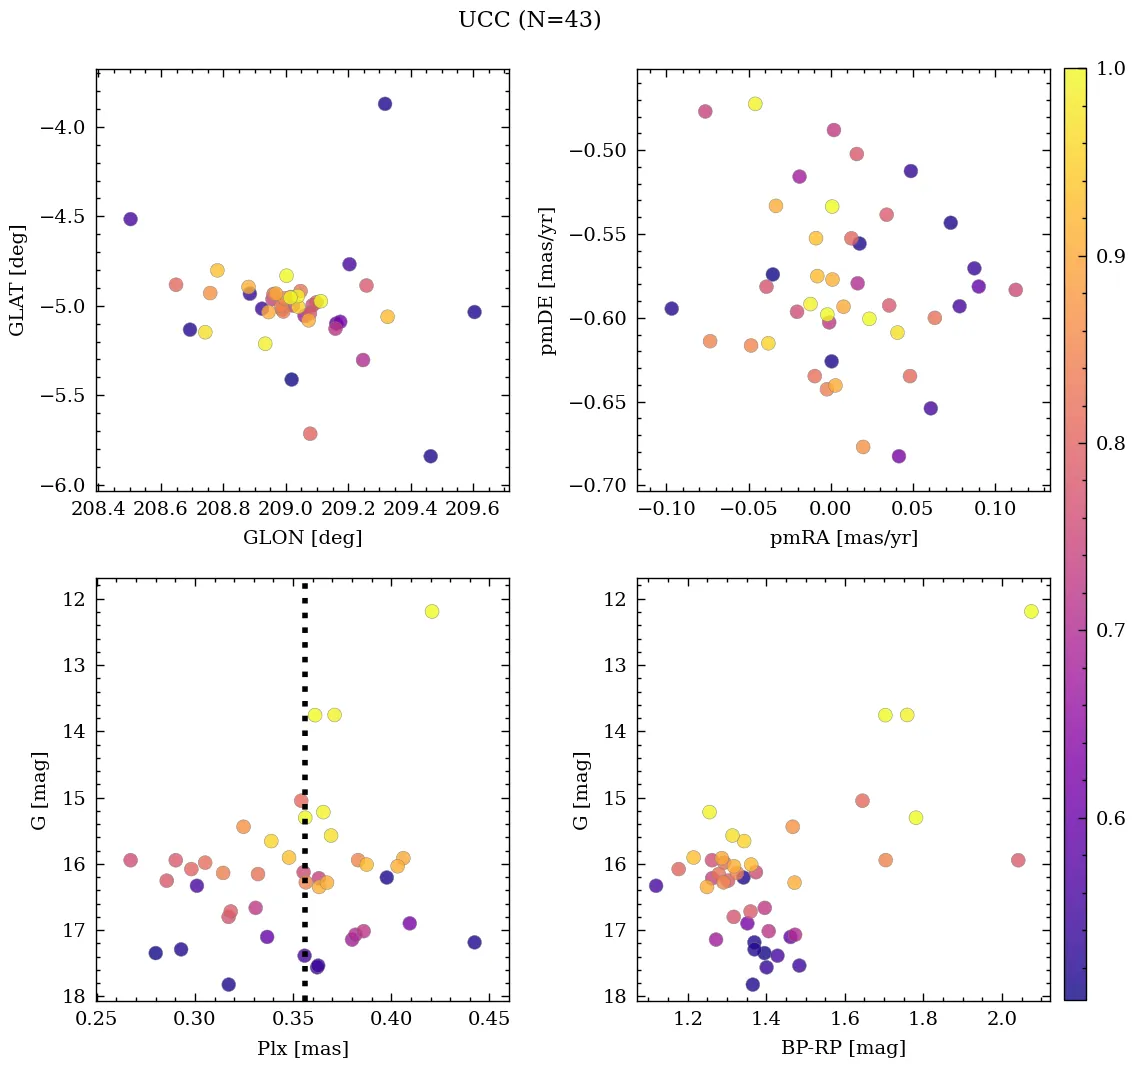 UCC (N=43)
−4.0
−4.5
−5.0
−5.5
−6.0
GLAT [deg]
208.4 208.6 208.8 209.0 209.2 209.4 209.6
GLON [deg]
−0.50
−0.55
−0.60
−0.65
−0.70
pmDE [mas/yr]
−0.10 −0.05 0.00 0.05 0.10
pmRA [mas/yr]
12
13
14
15
16
17
18
G [mag]
0.25 0.30 0.35 0.40 0.45
Plx [mas]
12
13
14
15
16
17
18
G [mag]
1.2 1.4 1.6 1.8 2.0
BP-RP [mag]
1.0
0.9
0.8
0.7
0.6